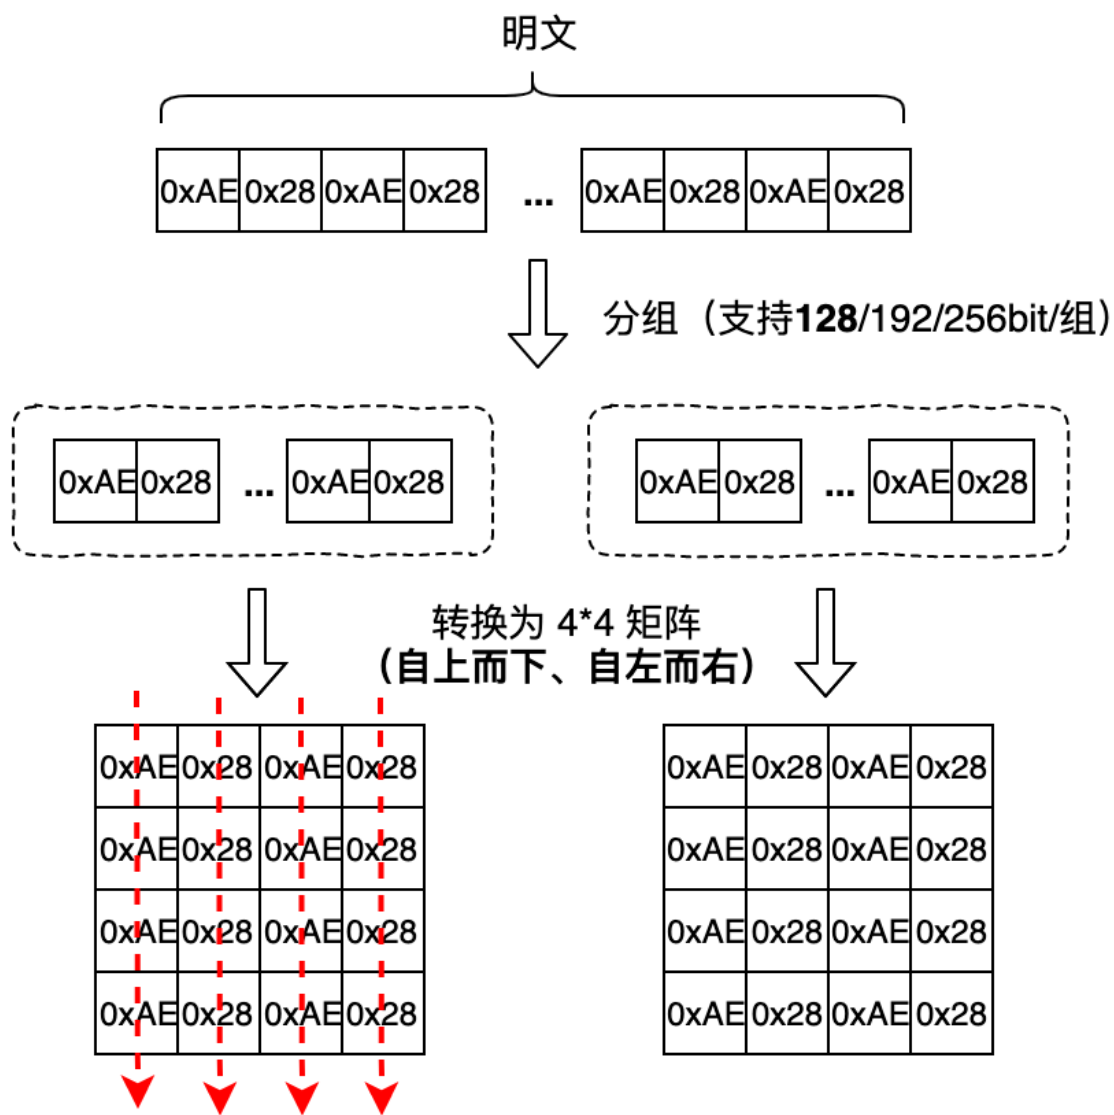 明文
0xAE 0x28 0xAE 0x28 ... 0xAE 0x28 0xAE 0x28
分组（支持128/192/256bit/组）
0xAE 0x28 ... 0xAE 0x28 0xAE 0x28 ... 0xAE 0x28
转换为 4*4 矩阵
（自上而下、自左而右）
0xAE 0x28 0xAE 0x28 0xAE 0x28 0xAE 0x28
0xAE 0x28 0xAE 0x28 0xAE 0x28 0xAE 0x28
0xAE 0x28 0xAE 0x28 0xAE 0x28 0xAE 0x28
0xAE 0x28 0xAE 0x28 0xAE 0x28 0xAE 0x28